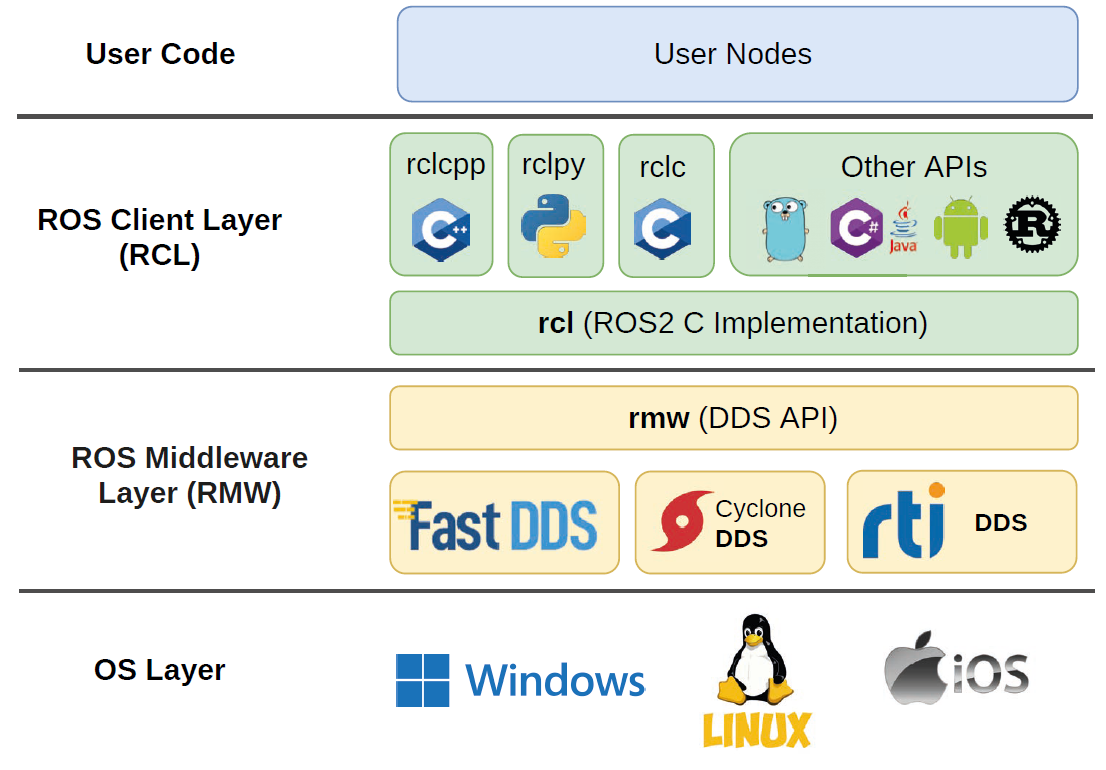 User Code
User Nodes
ROS Client Layer
(RCL)
rclcpp
C++
rclpy
rclc
C
Other APIs
C#
Java
R
rcl (ROS2 C Implementation)
ROS Middleware
Layer (RMW)
rmw (DDS API)
Fast DDS
Cyclone
DDS
rti
DDS
OS Layer
Windows
LINUX
iOS